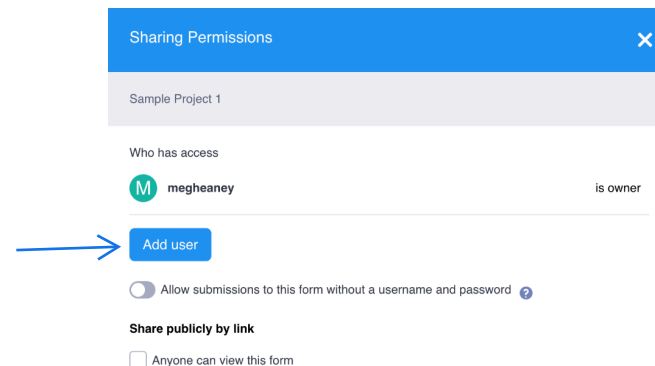 Sharing Permissions
Sample Project 1
Who has access
M megheaney is owner
Add user
Allow submissions to this form without a username and password ?
Share publicly by link
Anyone can view this form